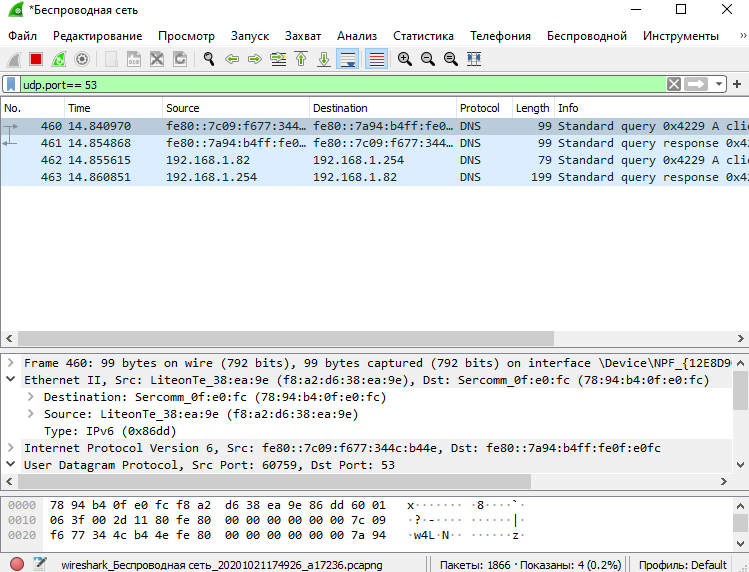 *Беспроводная сеть
Файл Редактирование Просмотр Запуск Захват Анализ Статистика Телефония Беспроводной Инструменты »
udp.port== 53
No. Time Source Destination Protocol Length Info
460 14.840970 fe80::7c09:f677:344… fe80::7a94:b4ff:fe0… DNS 99 Standard query 0x4229 A cli
461 14.854868 fe80::7a94:b4ff:fe0… fe80::7c09:f677:344… DNS 99 Standard query response 0x4
462 14.855615 192.168.1.82 192.168.1.254 DNS 79 Standard query 0x4229 A cli
463 14.860851 192.168.1.254 192.168.1.82 DNS 199 Standard query response 0x4
Frame 460: 99 bytes on wire (792 bits), 99 bytes captured (792 bits) on interface \Device\NPF_{12E8D9
Ethernet II, Src: LiteonTe_38:ea:9e (f8:a2:d6:38:ea:9e), Dst: Sercomm_0f:e0:fc (78:94:b4:0f:e0:fc)
Destination: Sercomm_0f:e0:fc (78:94:b4:0f:e0:fc)
Source: LiteonTe_38:ea:9e (f8:a2:d6:38:ea:9e)
Type: IPv6 (0x86dd)
Internet Protocol Version 6, Src: fe80::7c09:f677:344c:b44e, Dst: fe80::7a94:b4ff:fe0f:e0fc
User Datagram Protocol, Src Port: 60759, Dst Port: 53
0000 78 94 b4 0f e0 fc f8 a2 d6 38 ea 9e 86 dd 60 01 x······· ·8····`·
0010 06 3f 00 2d 11 80 fe 80 00 00 00 00 00 00 7c 09 ·?·-···· ······|·
0020 f6 77 34 4c b4 4e fe 80 00 00 00 00 00 00 7a 94 ·w4L·N·· ······z·
wireshark_Беспроводная сеть_20201021174926_a17236.pcapng Пакеты: 1866 · Показаны: 4 (0.2%) Профиль: Default